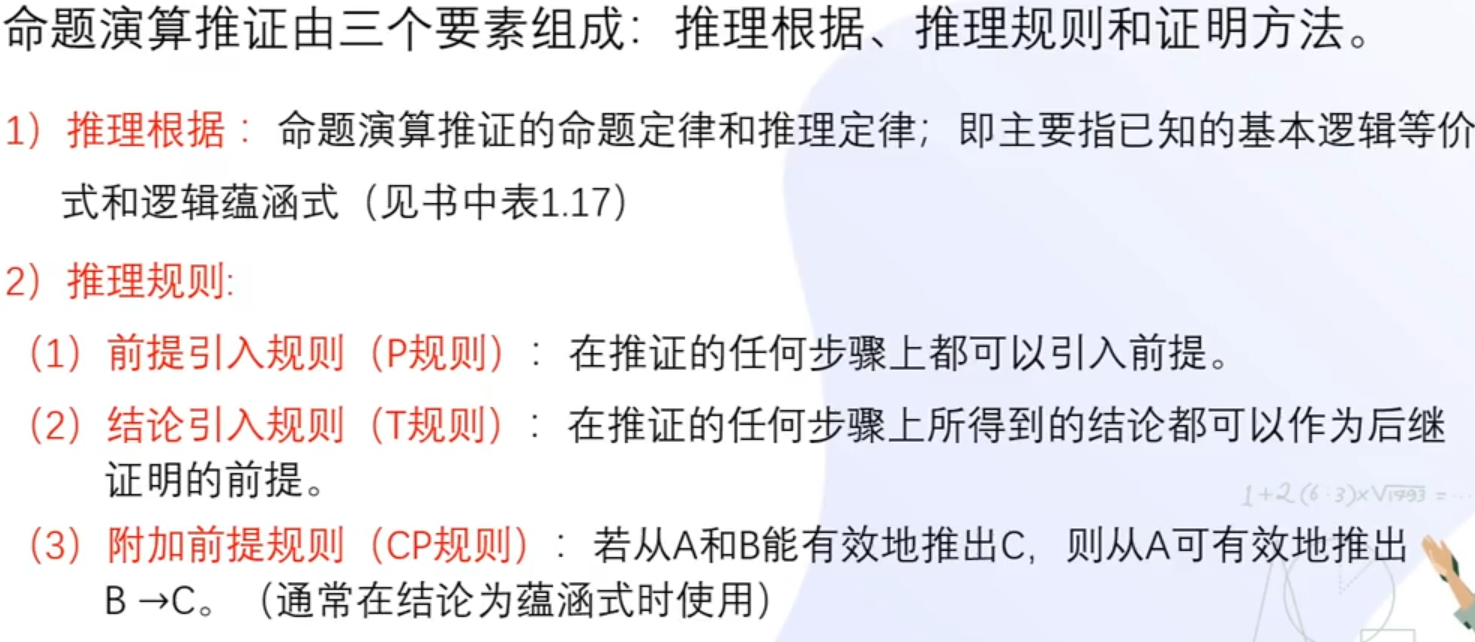 命题演算推证由三个要素组成：推理根据、推理规则和证明方法。
1）推理根据：命题演算推证的命题定律和推理定律；即主要指已知的基本逻辑等价
式和逻辑蕴涵式（见书中表1.17）
2）推理规则:
（1）前提引入规则（P规则）：在推证的任何步骤上都可以引入前提。
（2）结论引入规则（T规则）：在推证的任何步骤上所得到的结论都可以作为后继
证明的前提。
1+2(6·3)×√1793=···
（3）附加前提规则（CP规则）：若从A和B能有效地推出C，则从A可有效地推出
B→C。（通常在结论为蕴涵式时使用）